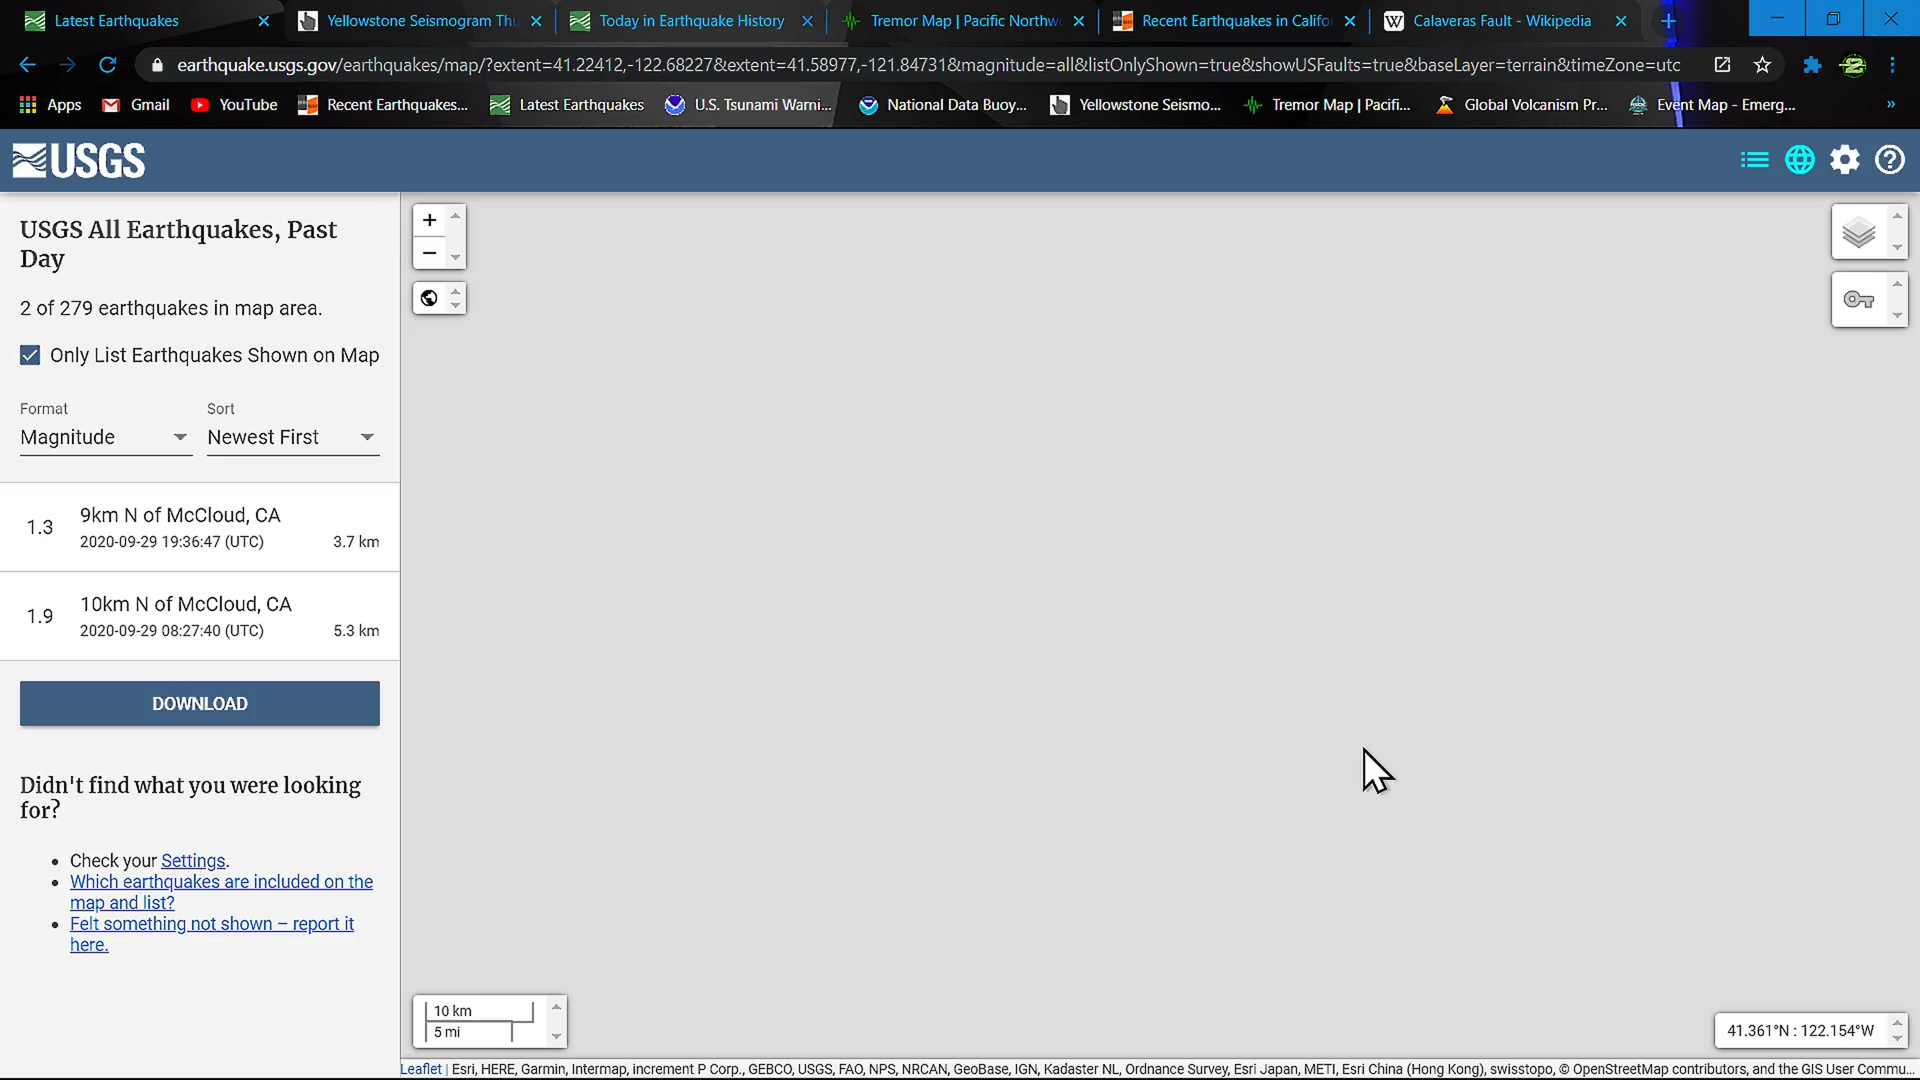 Latest Earthquakes
Yellowstone Seismogram Thu
Today in Earthquake History
Tremor Map | Pacific Northw
Recent Earthquakes in Califo
W Calaveras Fault - Wikipedia
earthquake.usgs.gov/earthquakes/map/?extent=41.22412,-122.68227&extent=41.58977,-121.84731&magnitude=all&listOnlyShown=true&showUSFaults=true&baseLayer=terrain&timeZone=utc
Apps
Gmail
YouTube
Recent Earthquakes...
Latest Earthquakes
U.S. Tsunami Warni...
National Data Buoy...
Yellowstone Seismo...
Tremor Map | Pacifi...
Global Volcanism Pr...
Event Map - Emerg...
»
USGS
USGS All Earthquakes, Past
Day
2 of 279 earthquakes in map area.
Only List Earthquakes Shown on Map
Format
Sort
Magnitude
Newest First
1.3
9km N of McCloud, CA
2020-09-29 19:36:47 (UTC)
3.7 km
1.9
10km N of McCloud, CA
2020-09-29 08:27:40 (UTC)
5.3 km
DOWNLOAD
Didn't find what you were looking
for?
• Check your Settings.
• Which earthquakes are included on the
map and list?
• Felt something not shown – report it
here.
+
−
10 km
5 mi
41.361°N : 122.154°W
Leaflet | Esri, HERE, Garmin, Intermap, increment P Corp., GEBCO, USGS, FAO, NPS, NRCAN, GeoBase, IGN, Kadaster NL, Ordnance Survey, Esri Japan, METI, Esri China (Hong Kong), swisstopo, © OpenStreetMap contributors, and the GIS User Commu...